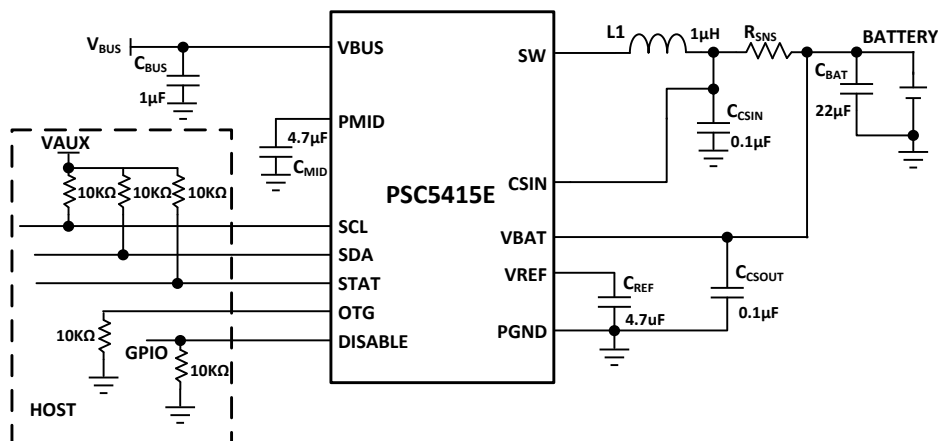 VBUS
CBUS
1µF
VBUS
PMID
4.7µF
CMID
VAUX
10KΩ
10KΩ
10KΩ
SCL
SDA
STAT
OTG
10KΩ
GPIO
DISABLE
10KΩ
HOST
PSC5415E
SW
CSIN
VBAT
VREF
PGND
L1
1µH
RSNS
BATTERY
CBAT
22µF
CCSIN
0.1µF
CREF
4.7uF
CCSOUT
0.1µF